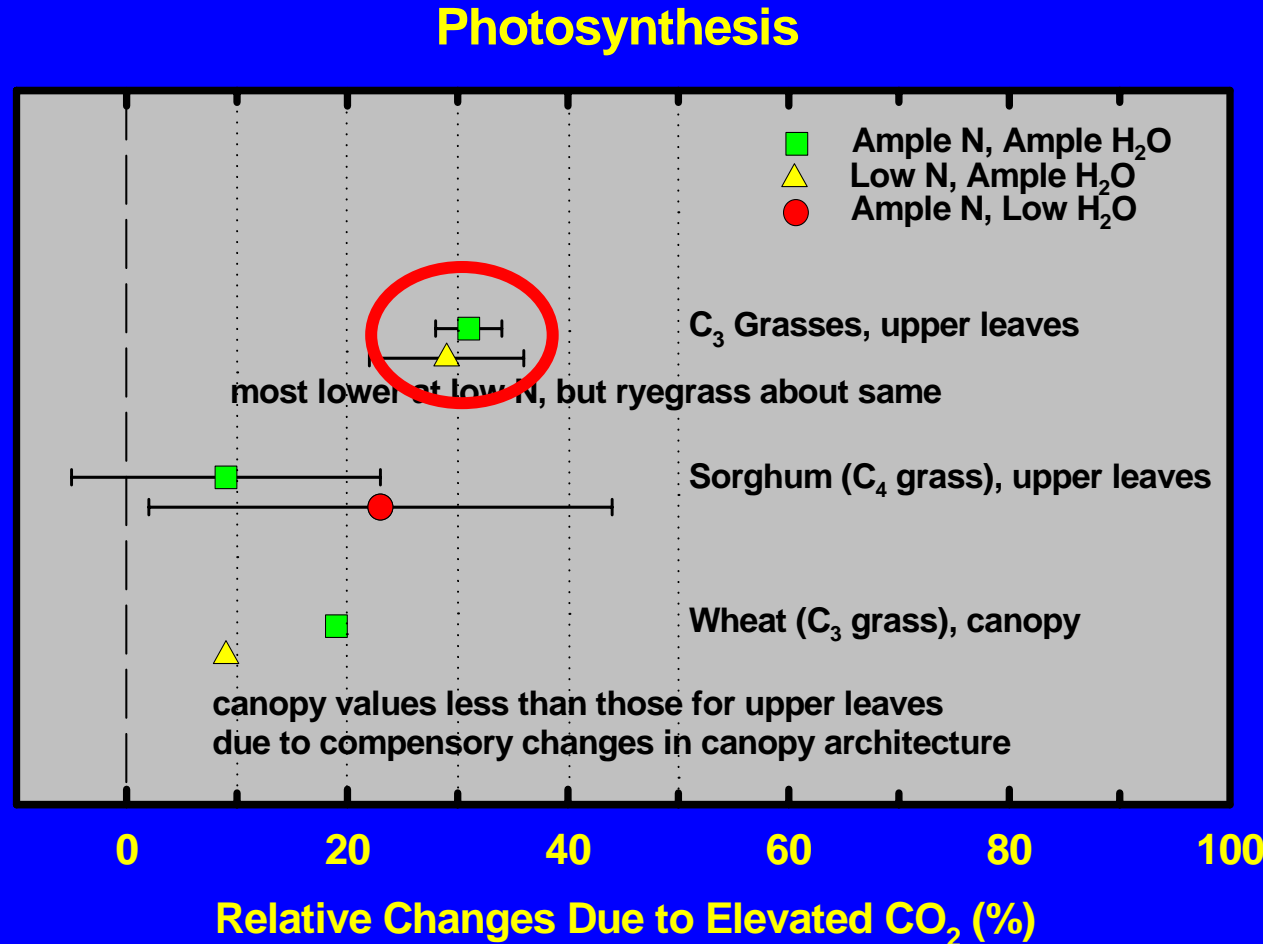 Photosynthesis
Ample N, Ample H₂O
Low N, Ample H₂O
Ample N, Low H₂O
C₃ Grasses, upper leaves
most lower at low N, but ryegrass about same
Sorghum (C₄ grass), upper leaves
Wheat (C₃ grass), canopy
canopy values less than those for upper leaves
due to compensory changes in canopy architecture
0 20 40 60 80 100
Relative Changes Due to Elevated CO₂ (%)